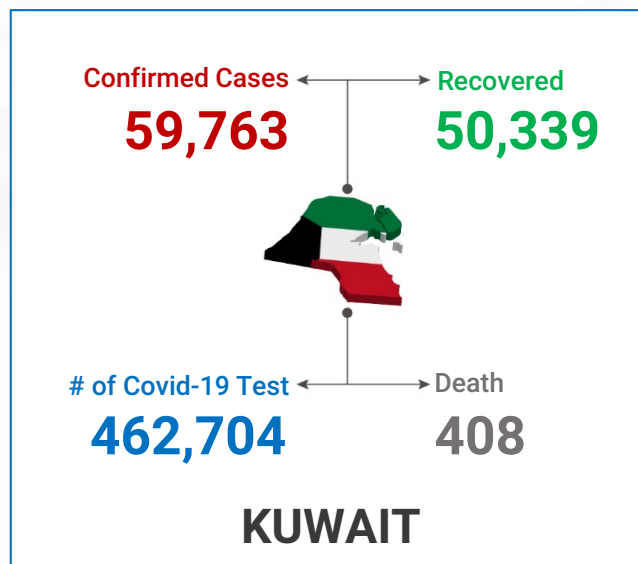 Confirmed Cases
59,763
Recovered
50,339
# of Covid-19 Test
462,704
Death
408
KUWAIT